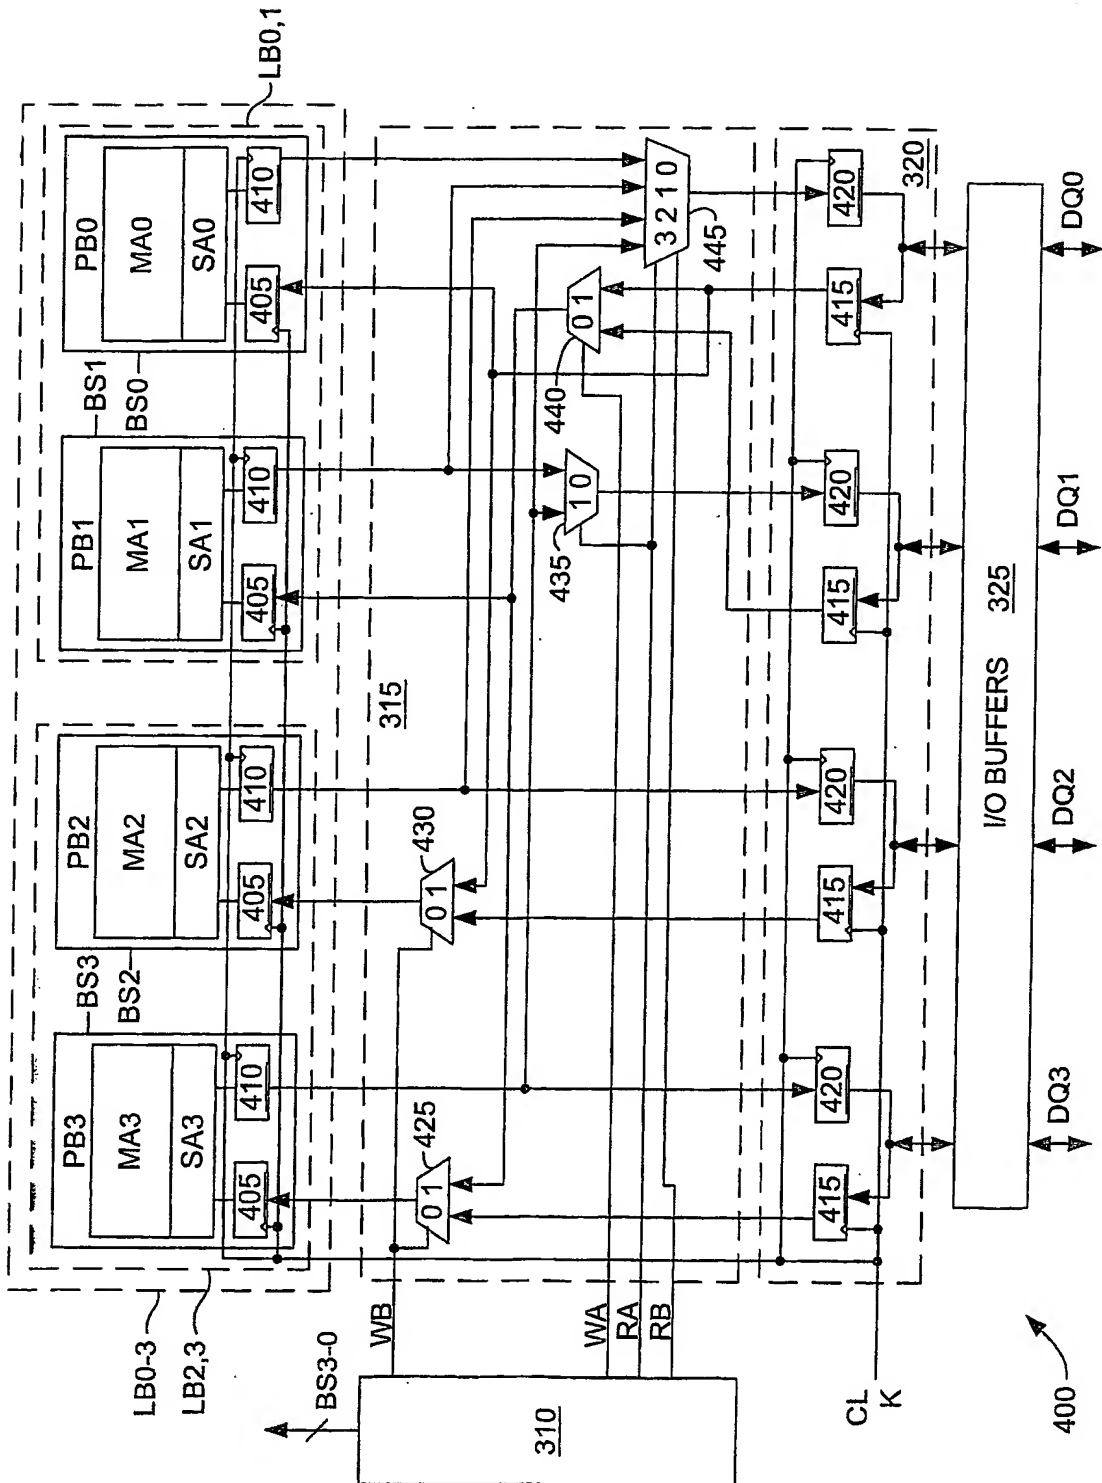 LB0-3
LB2,3
LB0,1
PB3
MA3
SA3
405
410
BS3
BS2
PB2
MA2
SA2
405
410
PB1
MA1
SA1
405
410
BS1
BS0
PB0
MA0
SA0
405
410
BS3-0
310
WB
WA
RA
RB
CL
K
315
0 1
425
0 1
430
1 0
435
0 1
440
3 2 1 0
445
415
420
415
420
415
420
415
420
320
I/O BUFFERS
325
DQ3
DQ2
DQ1
DQ0
400